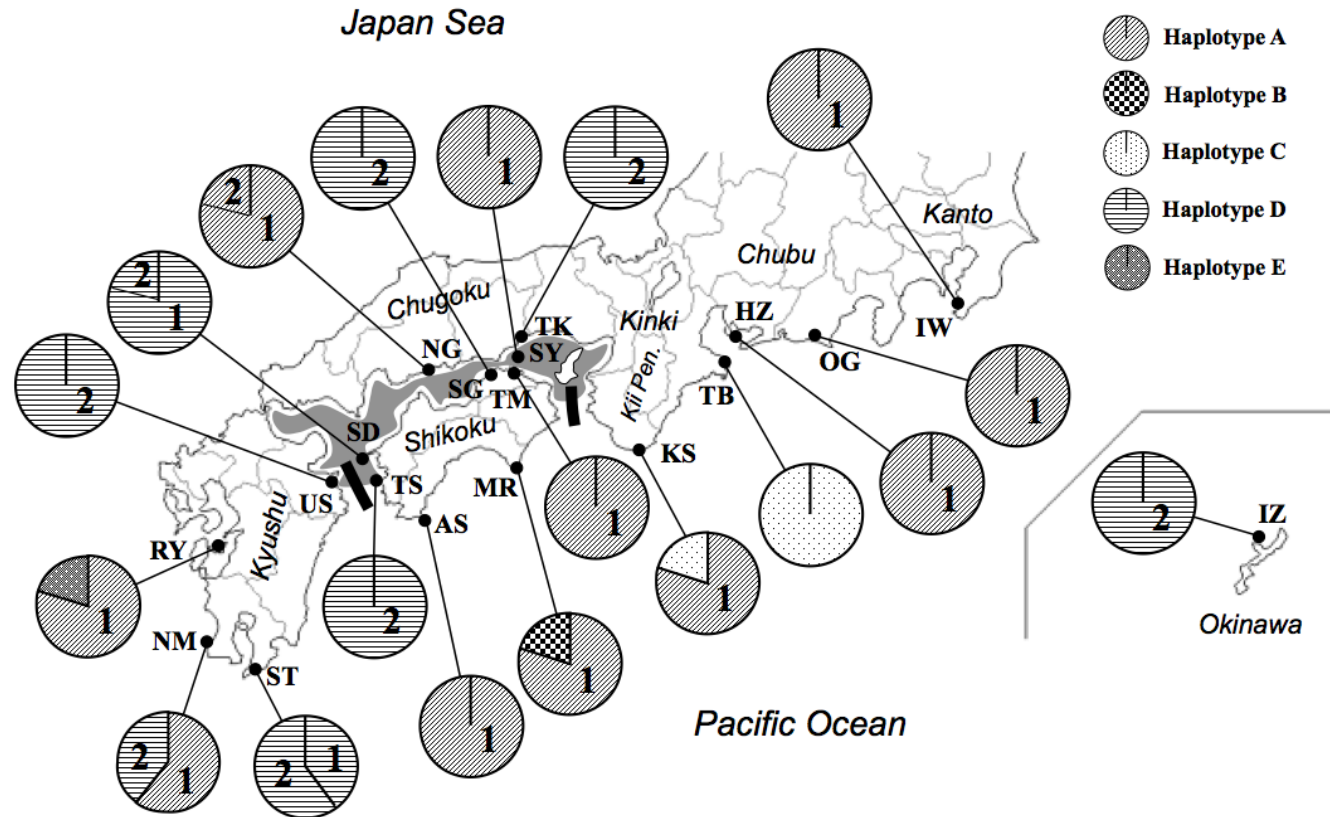 Japan Sea
Haplotype A
Haplotype B
Haplotype C
Haplotype D
Haplotype E
1
2
1
2
2
1
Kanto
Chubu
2
1
Chugoku
Kinki
TK
HZ
IW
NG
SY
OG
SG
TM
TB
Kii Pen.
2
SD
Shikoku
1
KS
US
TS
MR
1
1
AS
2
IZ
RY
Kyushu
1
1
2
Okinawa
NM
1
ST
1
Pacific Ocean
2
1
2
1